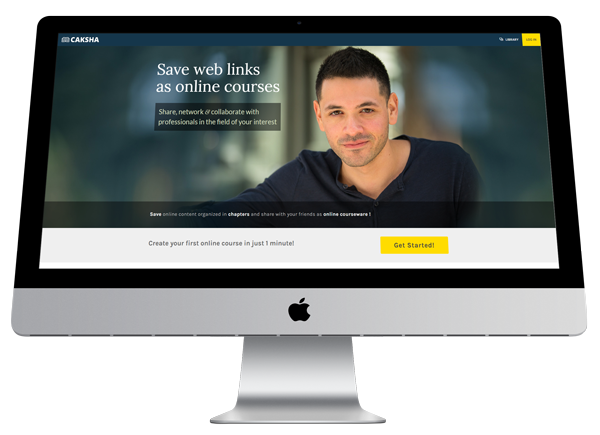 CAKSHA
LIBRARY
LOG IN
Save web links
as online courses
Share, network & collaborate with
professionals in the field of your interest
Save online content organized in chapters and share with your friends as online courseware !
Create your first online course in just 1 minute!
Get Started!